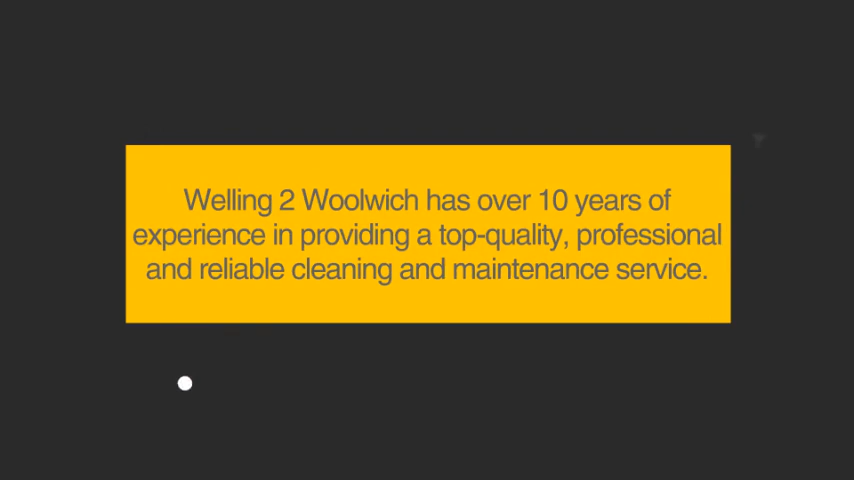 Welling 2 Woolwich has over 10 years of
experience in providing a top-quality, professional
and reliable cleaning and maintenance service.